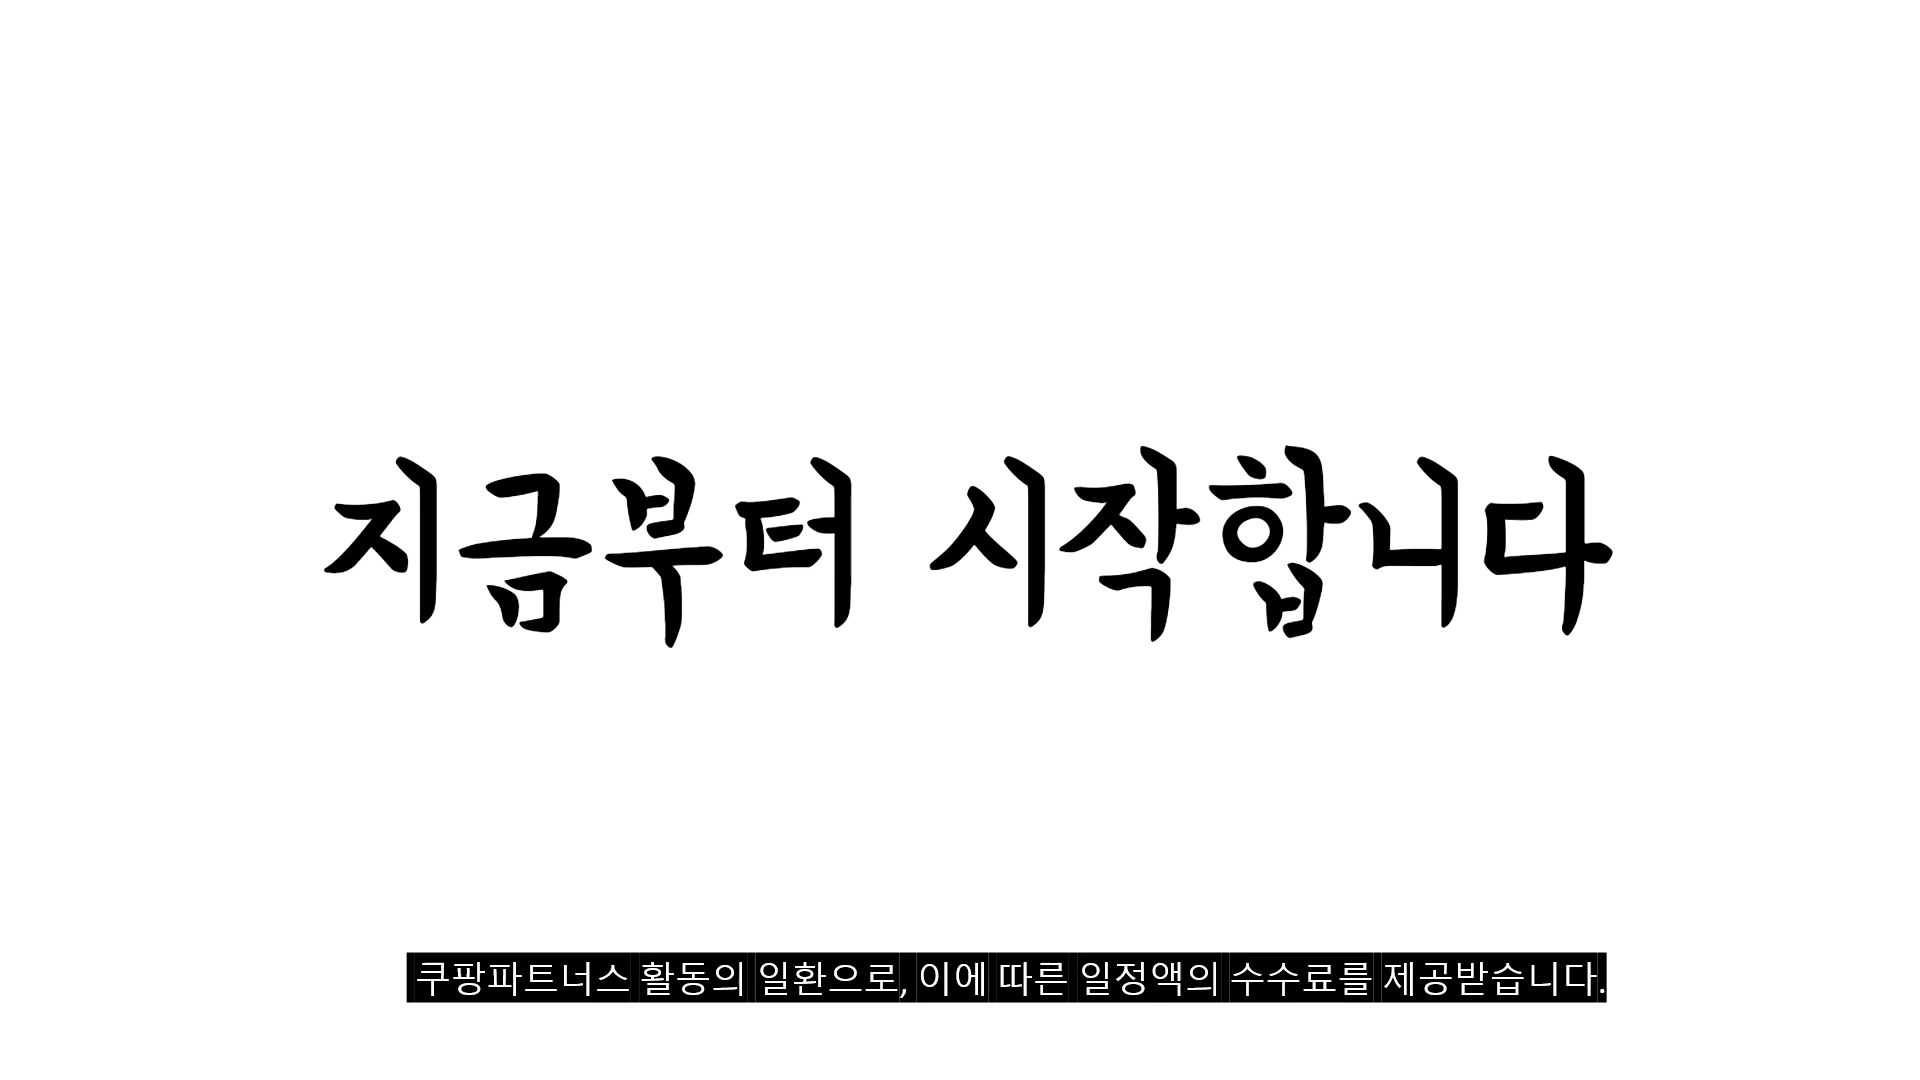 지금부터 시작합니다
쿠팡파트너스 활동의 일환으로, 이에 따른 일정액의 수수료를 제공받습니다.